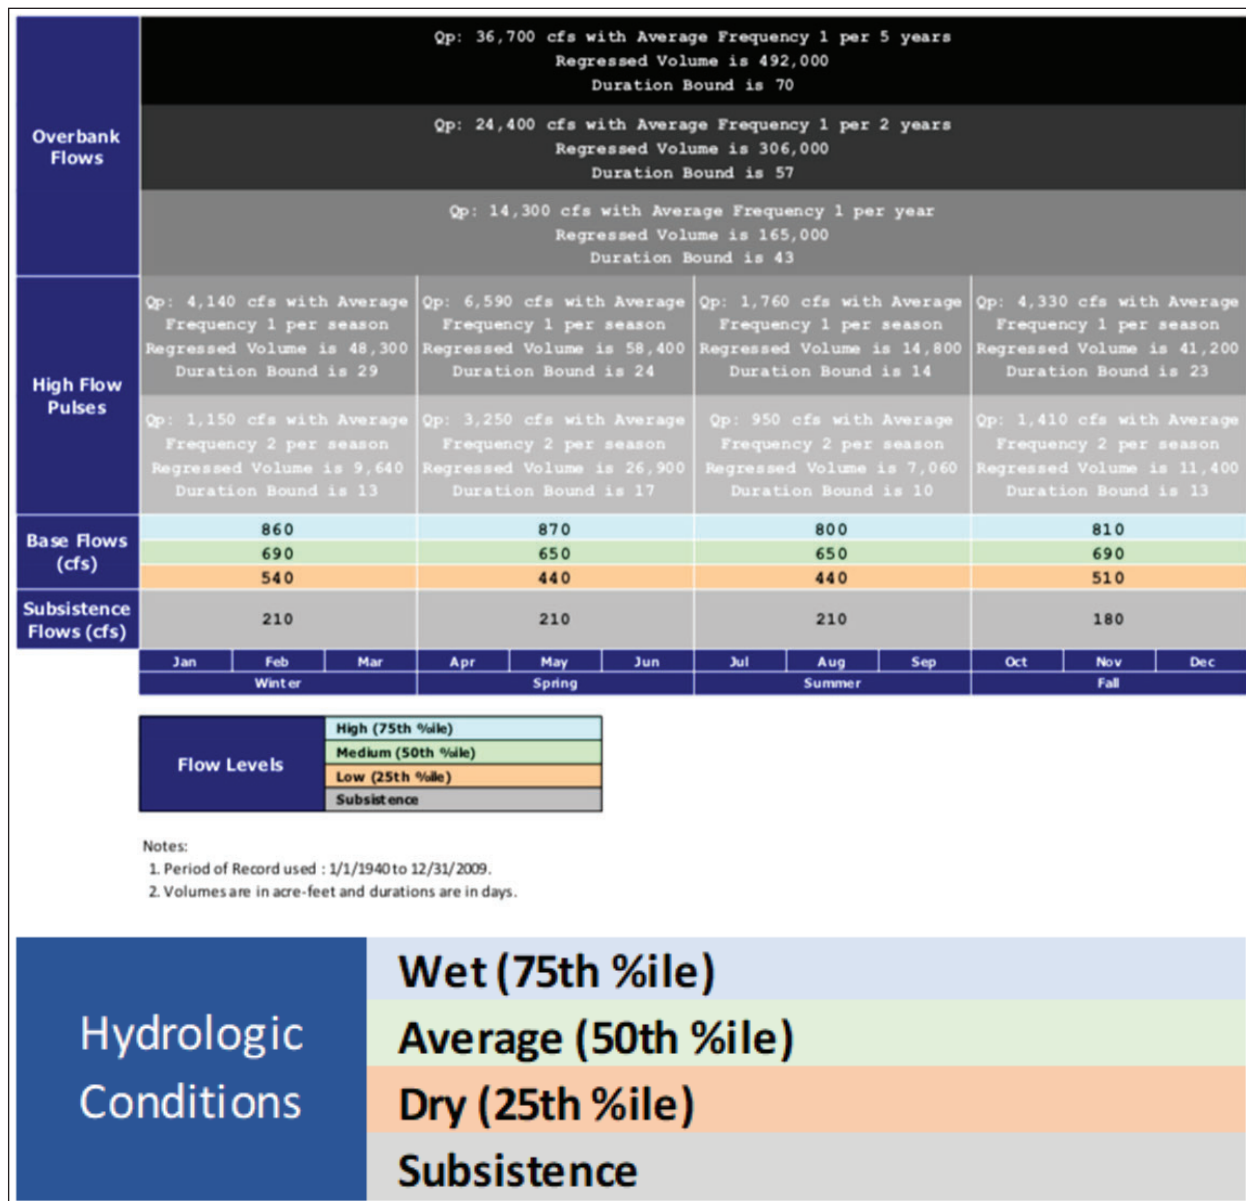 Overbank
Flows
Qp: 36,700 cfs with Average Frequency 1 per 5 years
Regressed Volume is 492,000
Duration Bound is 70
Qp: 24,400 cfs with Average Frequency 1 per 2 years
Regressed Volume is 306,000
Duration Bound is 57
Qp: 14,300 cfs with Average Frequency 1 per year
Regressed Volume is 165,000
Duration Bound is 43
High Flow
Pulses
Qp: 4,140 cfs with Average
Frequency 1 per season
Regressed Volume is 48,300
Duration Bound is 29
Qp: 6,590 cfs with Average
Frequency 1 per season
Regressed Volume is 58,400
Duration Bound is 24
Qp: 1,760 cfs with Average
Frequency 1 per season
Regressed Volume is 14,800
Duration Bound is 14
Qp: 4,330 cfs with Average
Frequency 1 per season
Regressed Volume is 41,200
Duration Bound is 23
Qp: 1,150 cfs with Average
Frequency 2 per season
Regressed Volume is 9,640
Duration Bound is 13
Qp: 3,250 cfs with Average
Frequency 2 per season
Regressed Volume is 26,900
Duration Bound is 17
Qp: 950 cfs with Average
Frequency 2 per season
Regressed Volume is 7,060
Duration Bound is 10
Qp: 1,410 cfs with Average
Frequency 2 per season
Regressed Volume is 11,400
Duration Bound is 13
Base Flows
(cfs)
860 870 800 810
690 650 650 690
540 440 440 510
Subsistence
Flows (cfs)
210 210 210 180
Jan Feb Mar Apr May Jun Jul Aug Sep Oct Nov Dec
Winter Spring Summer Fall
Flow Levels
High (75th %ile)
Medium (50th %ile)
Low (25th %ile)
Subsistence
Notes:
1. Period of Record used : 1/1/1940 to 12/31/2009.
2. Volumes are in acre-feet and durations are in days.
Hydrologic
Conditions
Wet (75th %ile)
Average (50th %ile)
Dry (25th %ile)
Subsistence